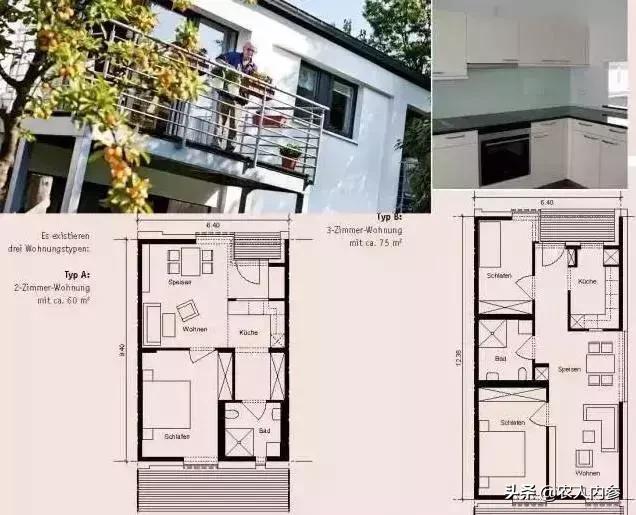 Es existieren
drei Wohnungstypen:
Typ A:
2-Zimmer-Wohnung
mit ca. 60 m²
6.40
9.40
Speisen
Wohnen
Küche
Schlafen
Bad
Typ B:
3-Zimmer-Wohnung
mit ca. 75 m²
6.40
12.38
Schlafen
Küche
Bad
Speisen
Schlafen
Wohnen
头条 @农人内参